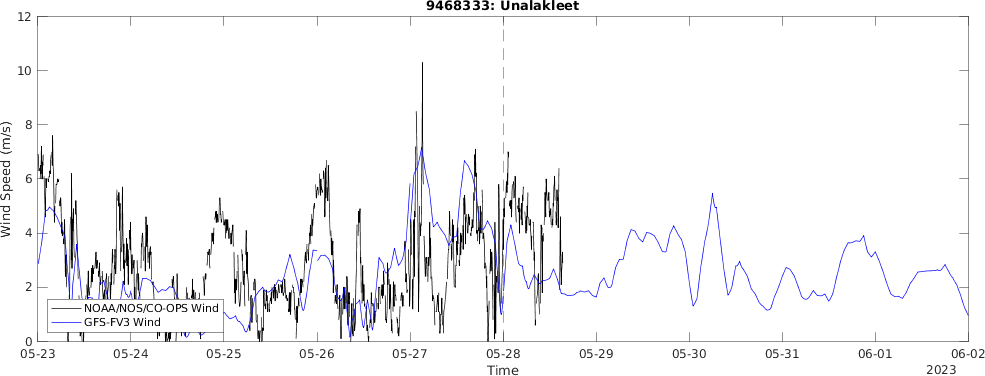 9468333: Unalakleet
Wind Speed (m/s)
12
10
8
6
4
2
0
NOAA/NOS/CO-OPS Wind
GFS-FV3 Wind
05-23 05-24 05-25 05-26 05-27 05-28 05-29 05-30 05-31 06-01 06-02
Time
2023